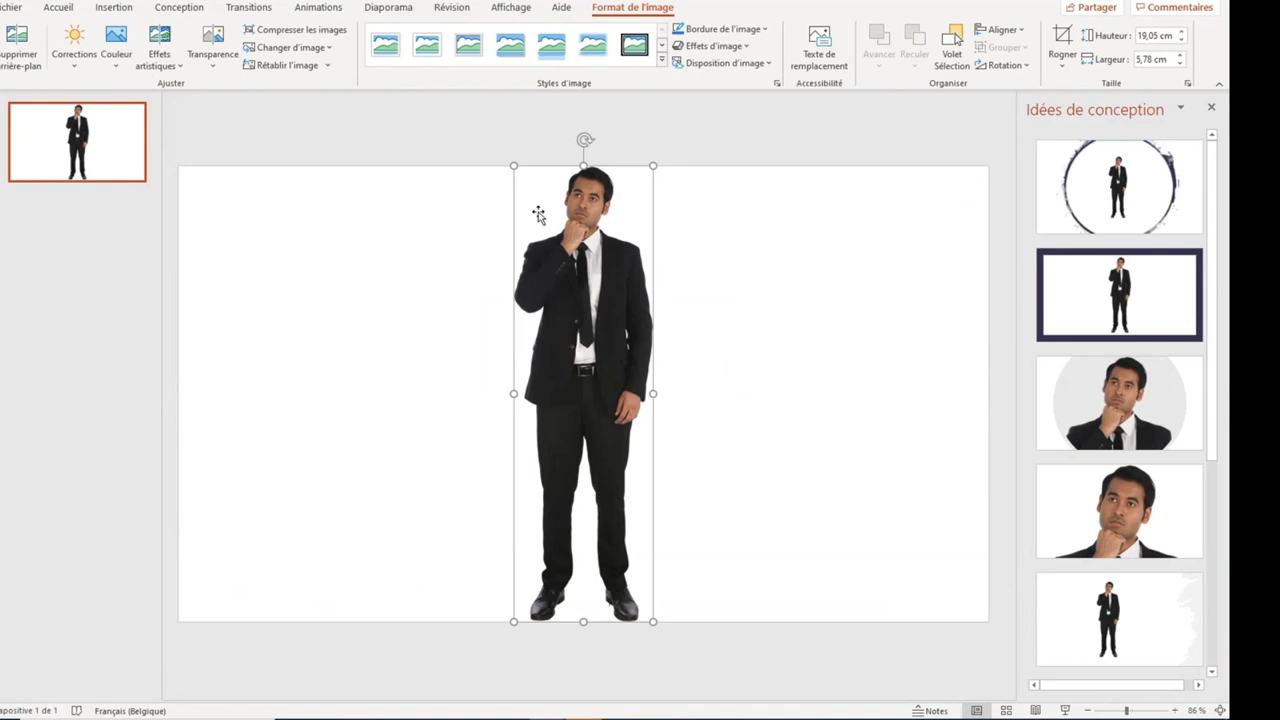 ichier Accueil Insertion Conception Transitions Animations Diaporama Révision Affichage Aide Format de l'image Partager Commentaires
Supprimer
rrière-plan
Corrections
Couleur
Effets
artistiques
Transparence
Compresser les images
Changer d'image
Rétablir l'image
Ajuster
Styles d'image
Bordure de l'image
Effets d'image
Disposition d'image
Texte de
remplacement
Accessibilité
Avancer
Reculer
Volet
Sélection
Aligner
Grouper
Rotation
Organiser
Rogner
Hauteur : 19,05 cm
Largeur : 5,78 cm
Taille
Idées de conception
apositive 1 de 1 Français (Belgique) Notes 86 %